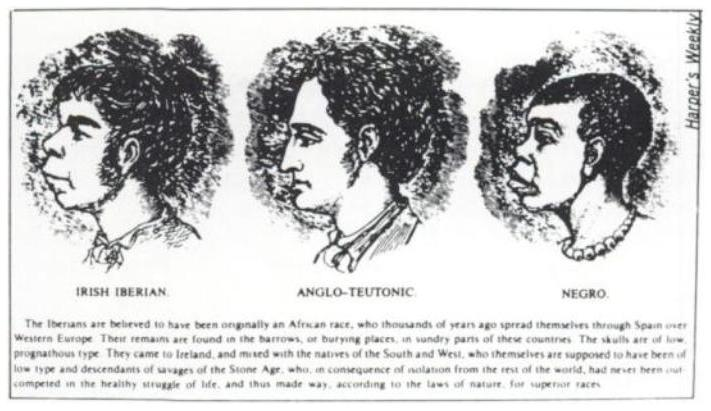 Harper's Weekly
IRISH IBERIAN.
ANGLO–TEUTONIC.
NEGRO.
The Iberians are believed to have been originally an African race, who thousands of years ago spread themselves through Spain over
Western Europe. Their remains are found in the barrows, or burying places, in sundry parts of these countries. The skulls are of low,
prognathous type. They came to Ireland, and mixed with the natives of the South and West, who themselves are supposed to have been of
low type and descendants of savages of the Stone Age, who, in consequence of isolation from the rest of the world, had never been out-
competed in the healthy struggle of life, and thus made way, according to the laws of nature, for superior races.